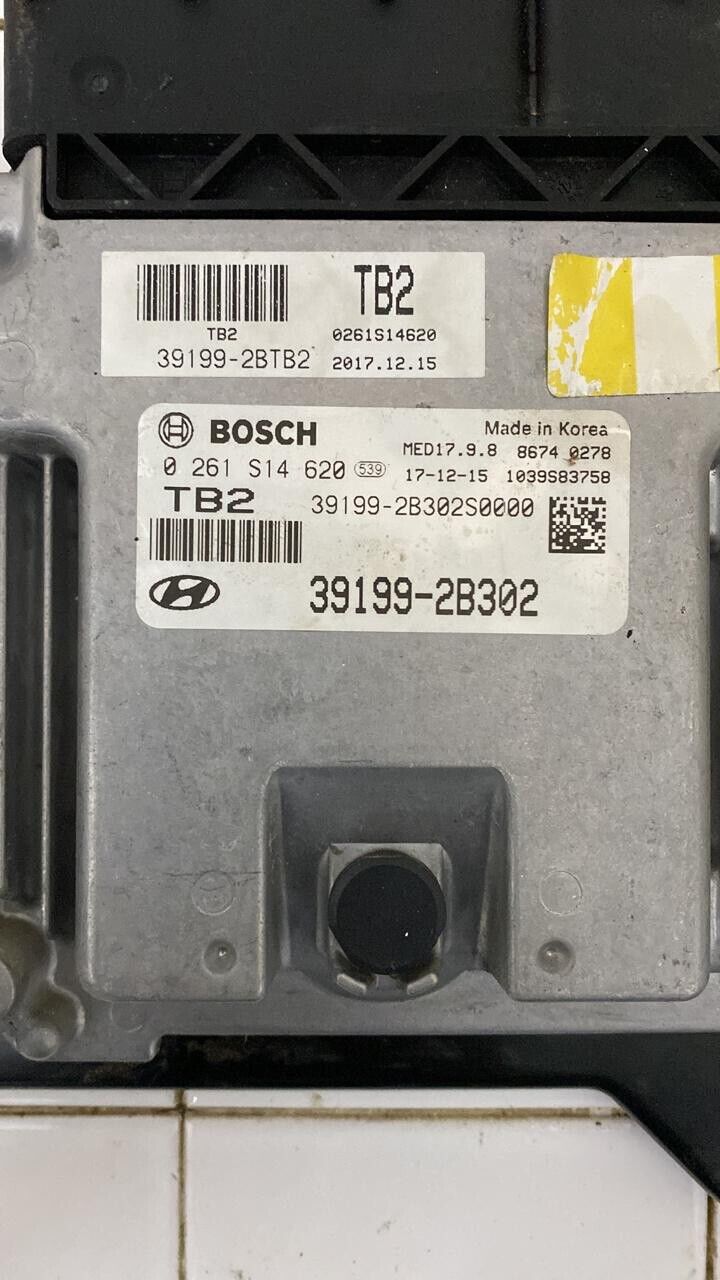 TB2
TB2
0261S14620
39199-2BTB2
2017.12.15
BOSCH
Made in Korea
MED17.9.8 8674 0278
0 261 S14 620 539
17-12-15 1039S83758
TB2
39199-2B302S0000
39199-2B302